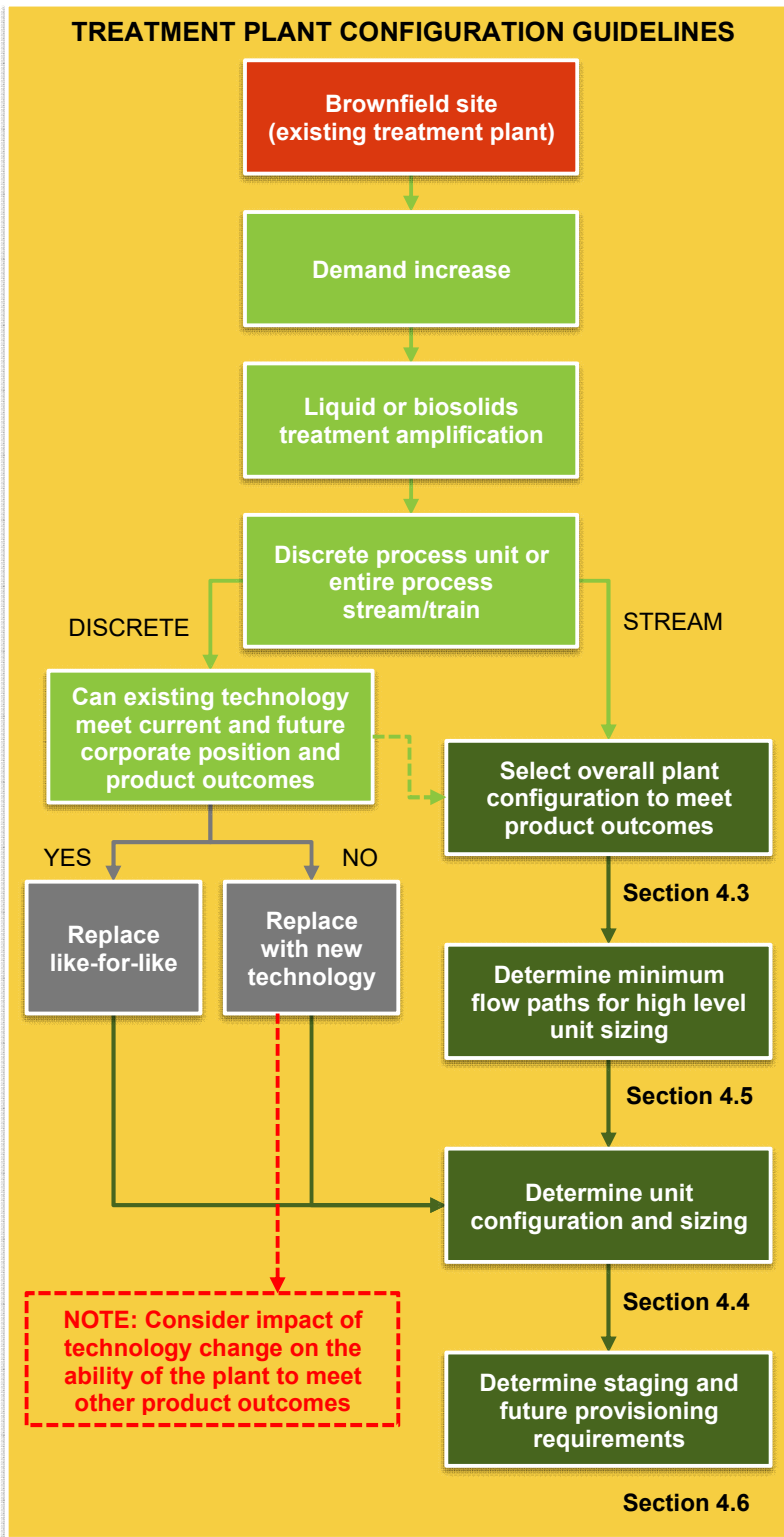 TREATMENT PLANT CONFIGURATION GUIDELINES
Brownfield site
(existing treatment plant)
Demand increase
Liquid or biosolids
treatment amplification
Discrete process unit or
entire process
stream/train
DISCRETE
STREAM
Can existing technology
meet current and future
corporate position and
product outcomes
Select overall plant
configuration to meet
product outcomes
YES
NO
Section 4.3
Replace
like-for-like
Replace
with new
technology
Determine minimum
flow paths for high level
unit sizing
Section 4.5
Determine unit
configuration and sizing
Section 4.4
NOTE: Consider impact of
technology change on the
ability of the plant to meet
other product outcomes
Determine staging and
future provisioning
requirements
Section 4.6